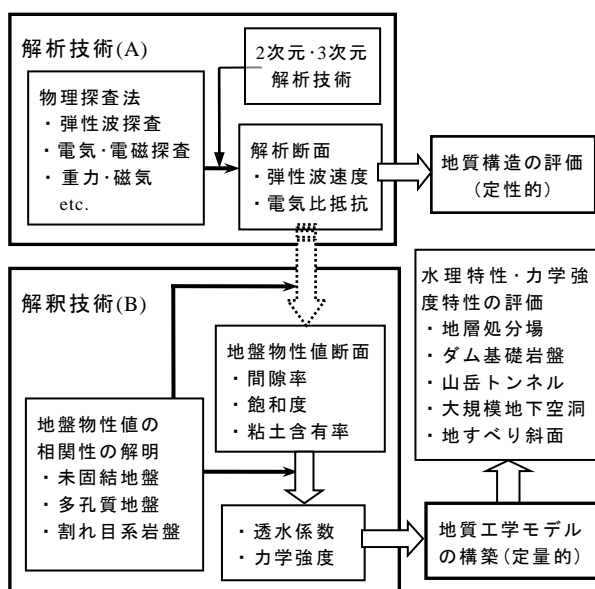 解析技術(A)
2次元･3次元
解析技術
物理探査法
・弾性波探査
・電気･電磁探査
・重力･磁気
etc.
解析断面
・弾性波速度
・電気比抵抗
地質構造の評価
(定性的)
解釈技術(B)
地盤物性値断面
・間隙率
・飽和度
・粘土含有率
地盤物性値の
相関性の解明
・未固結地盤
・多孔質地盤
・割れ目系岩盤
・透水係数
・力学強度
水理特性･力学強
度特性の評価
・地層処分場
・ダム基礎岩盤
・山岳トンネル
・大規模地下空洞
・地すべり斜面
地質工学モデル
の構築(定量的)